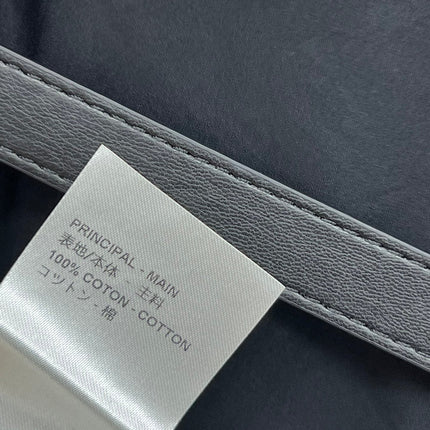 PRINCIPAL - MAIN
表地/本体 - 主料
100% COTON - COTTON
コットン - 棉